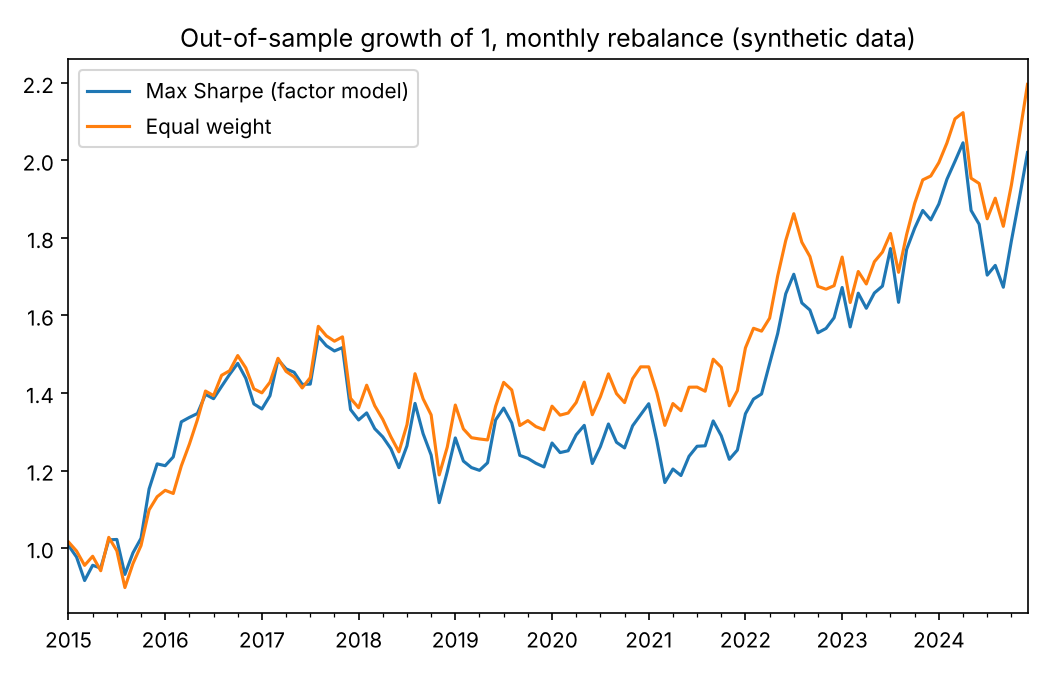 Out-of-sample growth of 1, monthly rebalance (synthetic data)
Max Sharpe (factor model)
Equal weight
2.2
2.0
1.8
1.6
1.4
1.2
1.0
2015 2016 2017 2018 2019 2020 2021 2022 2023 2024